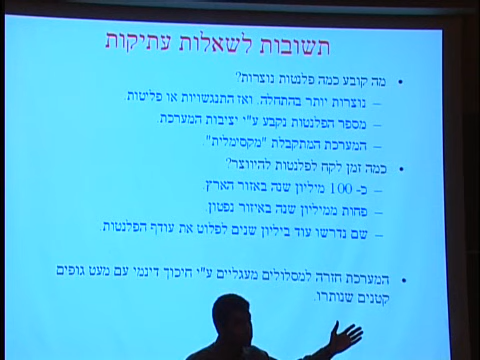 תשובות לשאלות עתיקות
• מה קובע כמה פלנטות נוצרות?
– נוצרות יותר בהתחלה. ואז התנגשויות או פליטות.
– מספר הפלנטות נקבע ע"י יציבות המערכת.
– המערכת המתקבלת "מקסימלית".
• כמה זמן לקח לפלנטות להיווצר?
– כ- 100 מיליון שנה באזור הארץ.
– פחות ממיליון שנה באיזור נפטון.
– שם נדרשו עוד ביליון שנים לפלוט את עודף הפלנטות.
• המערכת חזרה למסלולים מעגליים ע"י חיכוך דינמי עם מעט גופים
קטנים שנותרו.